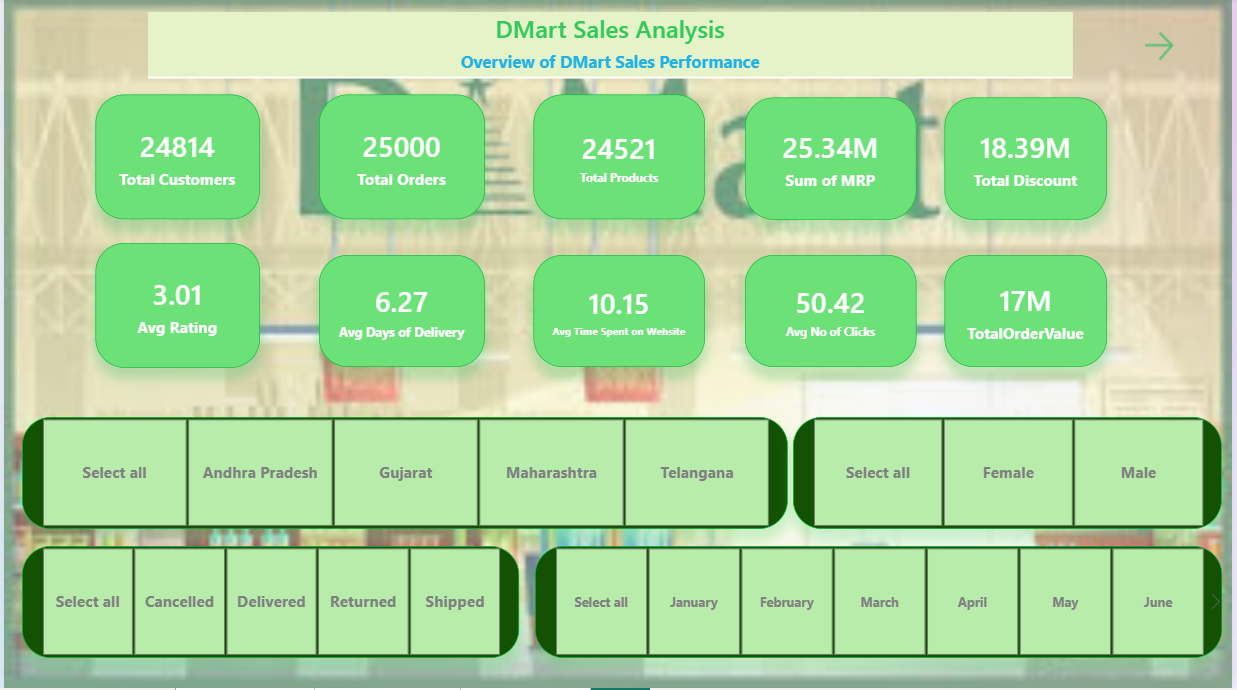 DMart Sales Analysis
Overview of DMart Sales Performance
24814
Total Customers
25000
Total Orders
24521
Total Products
25.34M
Sum of MRP
18.39M
Total Discount
3.01
Avg Rating
6.27
Avg Days of Delivery
10.15
Avg Time Spent on Website
50.42
Avg No of Clicks
17M
TotalOrderValue
Select all Andhra Pradesh Gujarat Maharashtra Telangana
Select all Female Male
Select all Cancelled Delivered Returned Shipped
Select all January February March April May June